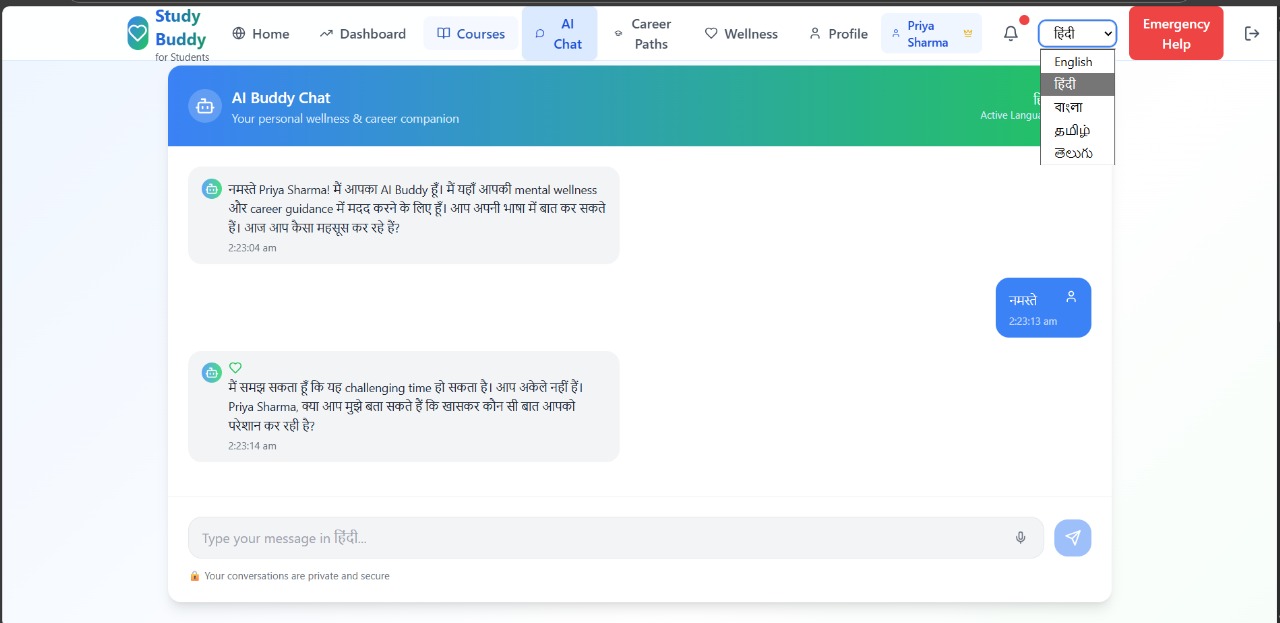 Study
Buddy
for Students
Home
Dashboard
Courses
AI
Chat
Career
Paths
Wellness
Profile
Priya
Sharma
हिंदी
Emergency
Help
English
हिंदी
বাংলা
தமிழ்
తెలుగు
AI Buddy Chat
Your personal wellness & career companion
Active
नमस्ते Priya Sharma! मैं आपका AI Buddy हूँ। मैं यहाँ आपकी mental wellness
और career guidance में मदद करने के लिए हूँ। आप अपनी भाषा में बात कर सकते
हैं। आज आप कैसा महसूस कर रहे हैं?
2:23:04 am
नमस्ते
2:23:13 am
मैं समझ सकता हूँ कि यह challenging time हो सकता है। आप अकेले नहीं हैं।
Priya Sharma, क्या आप मुझे बता सकते हैं कि खासकर कौन सी बात आपको
परेशान कर रही है?
2:23:14 am
Type your message in हिंदी...
Your conversations are private and secure